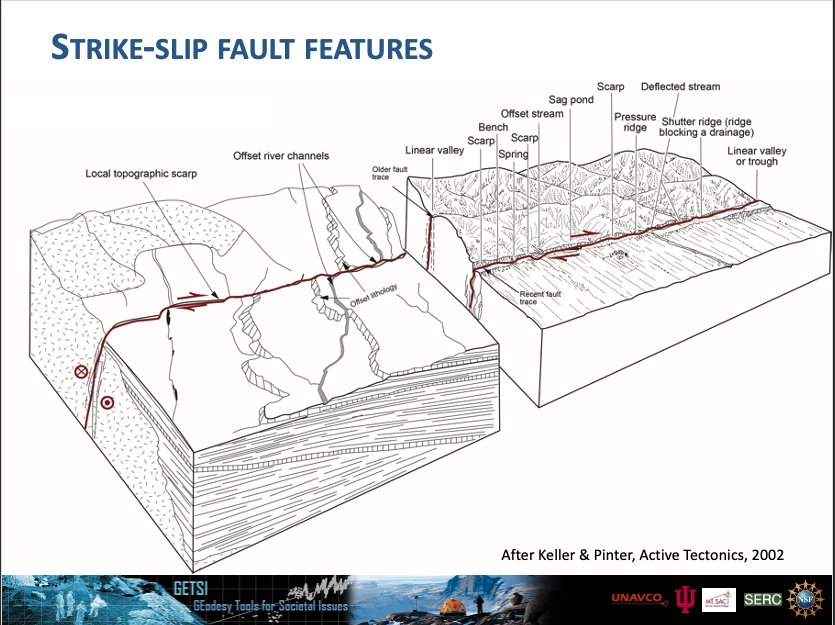 STRIKE-SLIP FAULT FEATURES
Scarp
Deflected stream
Sag pond
Offset stream
Pressure
ridge
Shutter ridge (ridge
blocking a drainage)
Bench
Scarp
Scarp
Spring
Linear valley
Linear valley
or trough
Offset river channels
Local topographic scarp
Older fault
trace
Offset lithology
Recent fault
trace
After Keller & Pinter, Active Tectonics, 2002
GETSI
GEodesy Tools for Societal Issues
UNAVCO
MT. SAC
SERC
NSF